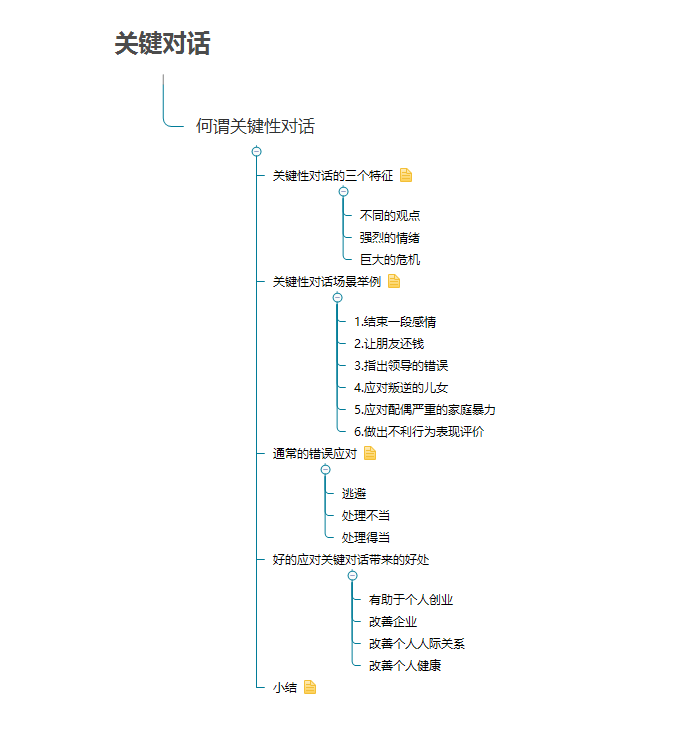 关键对话
何谓关键性对话
关键性对话的三个特征
不同的观点
强烈的情绪
巨大的危机
关键性对话场景举例
1.结束一段感情
2.让朋友还钱
3.指出领导的错误
4.应对叛逆的儿女
5.应对配偶严重的家庭暴力
6.做出不利行为表现评价
通常的错误应对
逃避
处理不当
处理得当
好的应对关键对话带来的好处
有助于个人创业
改善企业
改善个人人际关系
改善个人健康
小结